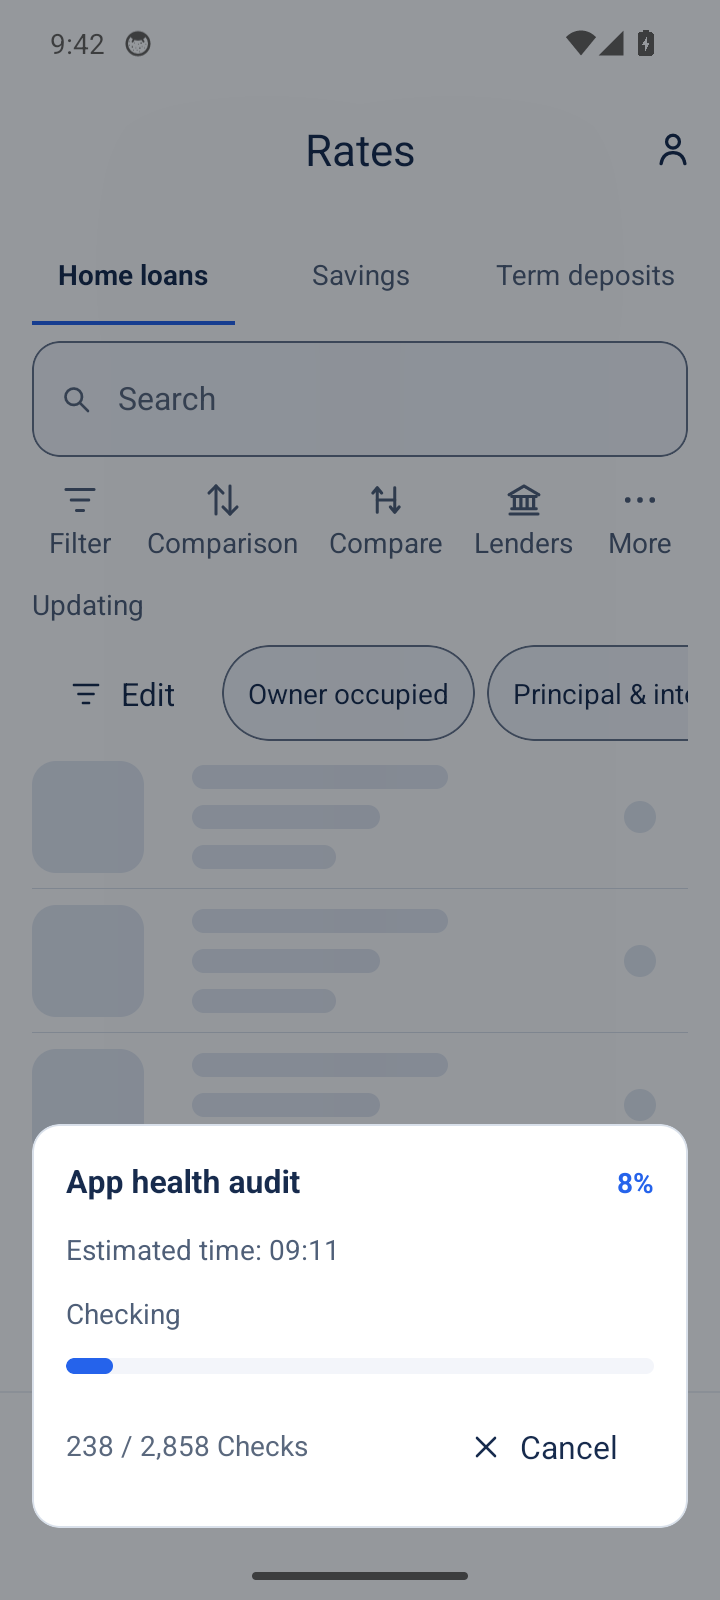 9:42
Rates
Home loans
Savings
Term deposits
Search
Filter
Comparison
Compare
Lenders
More
Updating
Edit
Owner occupied
Principal & inte
App health audit
8%
Estimated time: 09:11
Checking
238 / 2,858 Checks
Cancel